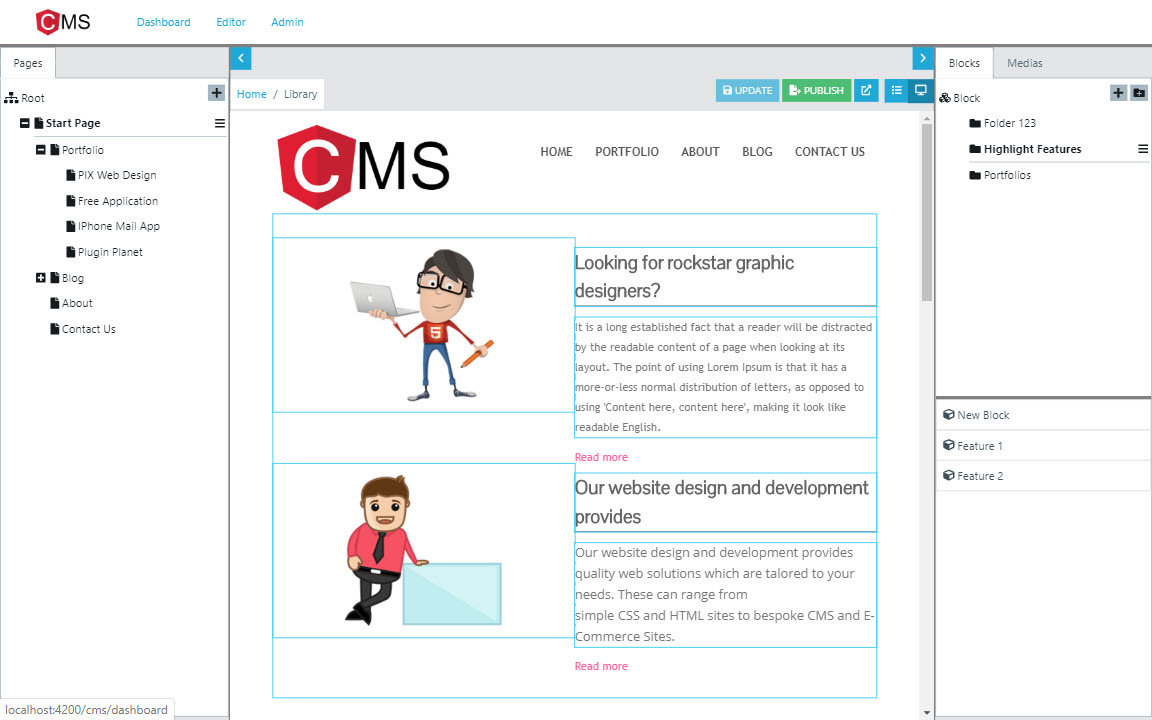 CMS
Dashboard
Editor
Admin
Pages
Root
Start Page
Portfolio
PIX Web Design
Free Application
IPhone Mail App
Plugin Planet
Blog
About
Contact Us
Home / Library
UPDATE
PUBLISH
CMS
HOME
PORTFOLIO
ABOUT
BLOG
CONTACT US
5
Looking for rockstar graphic
designers?
It is a long established fact that a reader will be distracted
by the readable content of a page when looking at its
layout. The point of using Lorem Ipsum is that it has a
more-or-less normal distribution of letters, as opposed to
using 'Content here, content here', making it look like
readable English.
Read more
Our website design and development
provides
Our website design and development provides
quality web solutions which are tailored to your
needs. These can range from
simple CSS and HTML sites to bespoke CMS and E-
Commerce Sites.
Read more
Blocks
Medias
Block
Folder 123
Highlight Features
Portfolios
New Block
Feature 1
Feature 2
localhost:4200/cms/dashboard